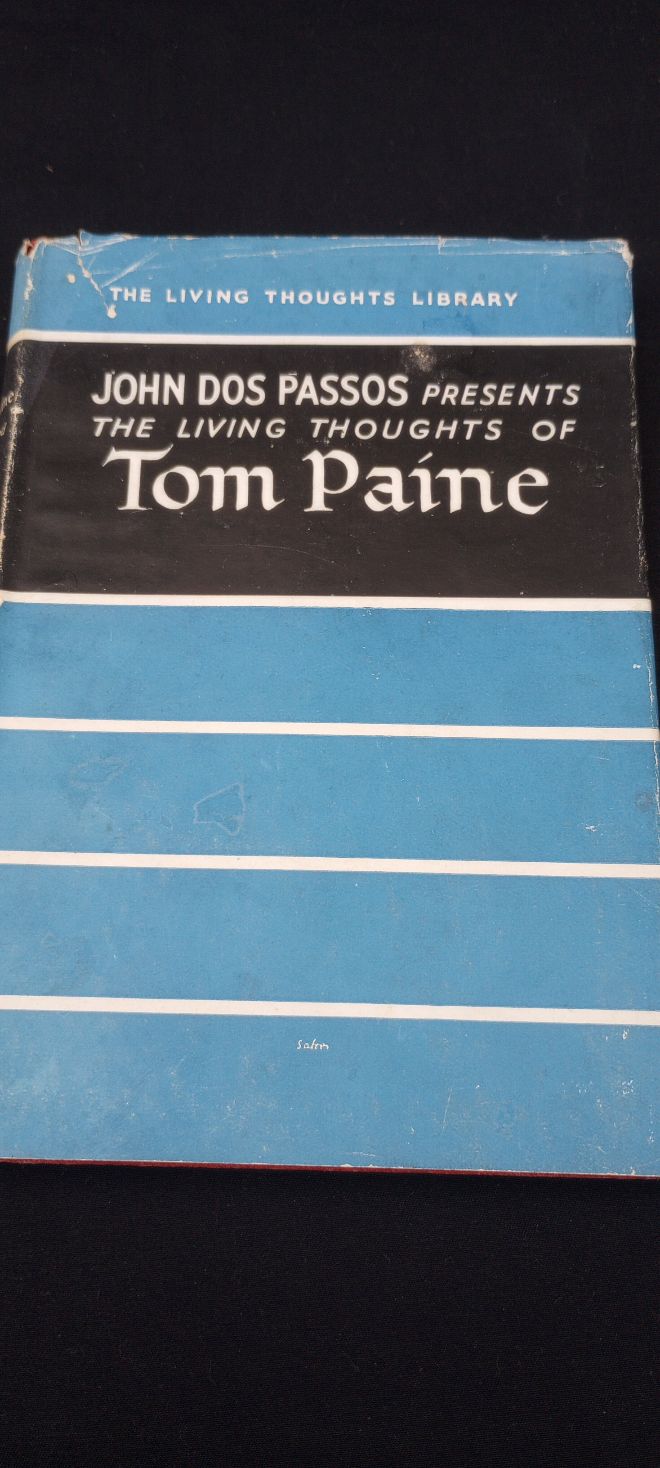 THE LIVING THOUGHTS LIBRARY
JOHN DOS PASSOS PRESENTS
THE LIVING THOUGHTS OF
Tom Paine